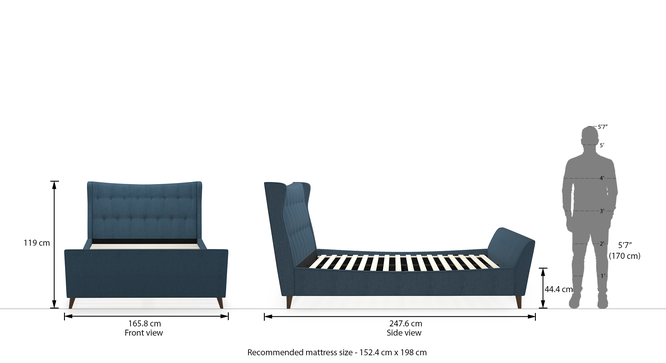 5'7"
5'
4'
3'
2'
1'
119 cm
5'7"
(170 cm)
44.4 cm
165.8 cm
Front view
247.6 cm
Side view
Recommended mattress size - 152.4 cm x 198 cm